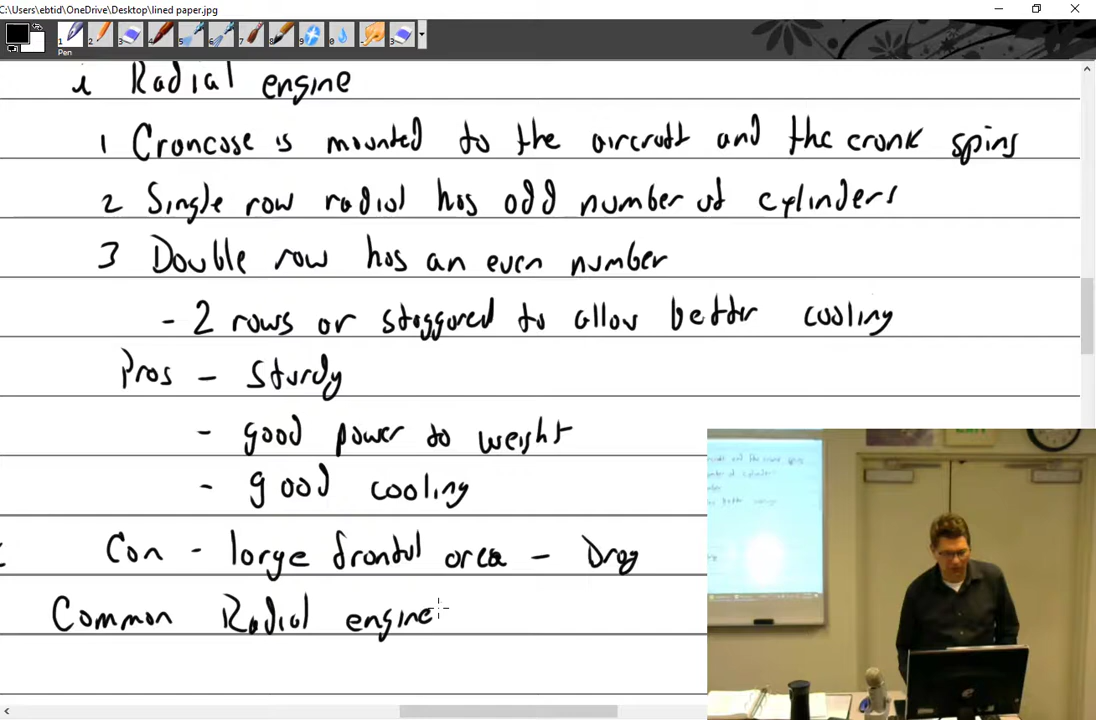 C:\Users\ebtid\OneDrive\Desktop\lined paper.jpg
Pen
i Radial engine
1 Crancase is mounted to the aircraft and the crank spins
2 Single row radial has odd number of cylinders
3 Double row has an even number
- 2 rows or staggored to allow better cooling
Pros - Sturdy
- good power to weight
- good cooling
Con - large frontal area - Drag
Common Radial engine